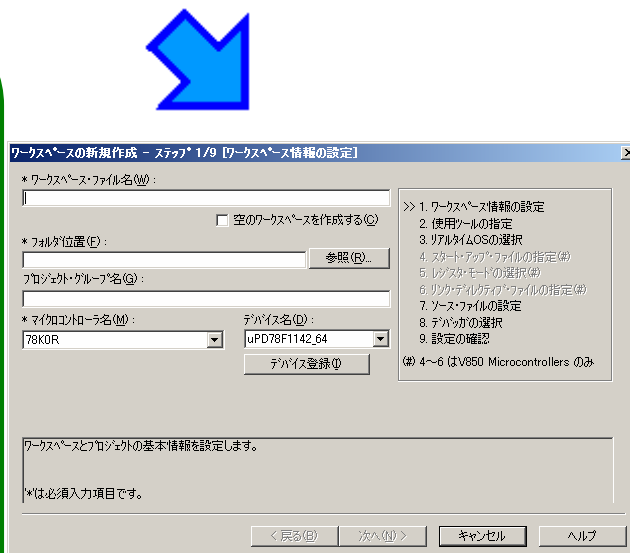 ワークスペースの新規作成 - ステップ 1/9 [ワークスペース情報の設定]
* ワークスペース・ファイル名(W) :
空のワークスペースを作成する(C)
* フォルダ位置(F) :
参照(R)...
プロジェクト・グループ名(G) :
* マイクロコントローラ名(M) :
デバイス名(D) :
78K0R
uPD78F1142_64
デバイス登録(I)
>> 1. ワークスペース情報の設定
2. 使用ツールの指定
3. リアルタイムOSの選択
4. スタート・アップ・ファイルの指定(#)
5. レジスタ・モードの選択(#)
6. リンク・ディレクティブ・ファイルの指定(#)
7. ソース・ファイルの設定
8. デバッガの選択
9. 設定の確認
(#) 4～6 はV850 Microcontrollers のみ
ワークスペースとプロジェクトの基本情報を設定します。
'*'は必須入力項目です。
< 戻る(B)
次へ(N) >
キャンセル
ヘルプ